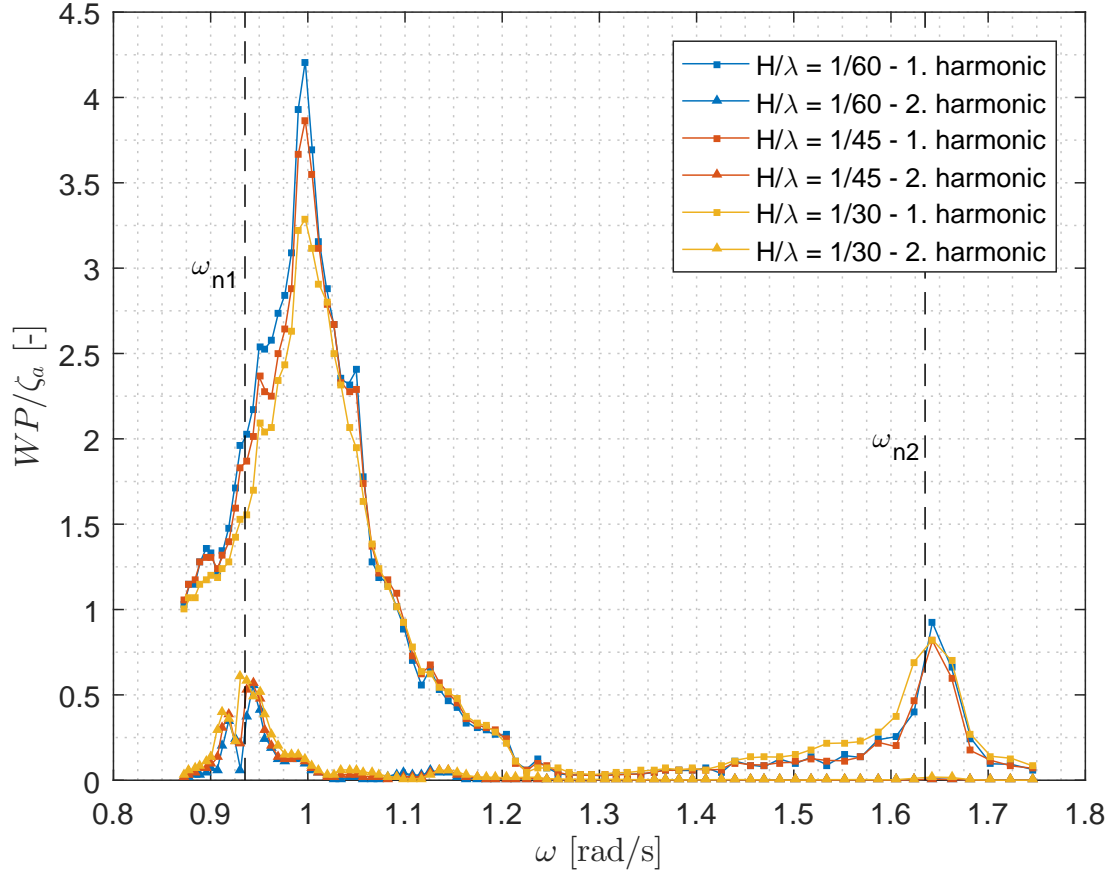 4.5
4
3.5
3
2.5
2
1.5
1
0.5
0
WP/ζₐ [-]
H/λ = 1/60 - 1. harmonic
H/λ = 1/60 - 2. harmonic
H/λ = 1/45 - 1. harmonic
H/λ = 1/45 - 2. harmonic
H/λ = 1/30 - 1. harmonic
H/λ = 1/30 - 2. harmonic
ωn1
ωn2
0.8 0.9 1 1.1 1.2 1.3 1.4 1.5 1.6 1.7 1.8
ω [rad/s]